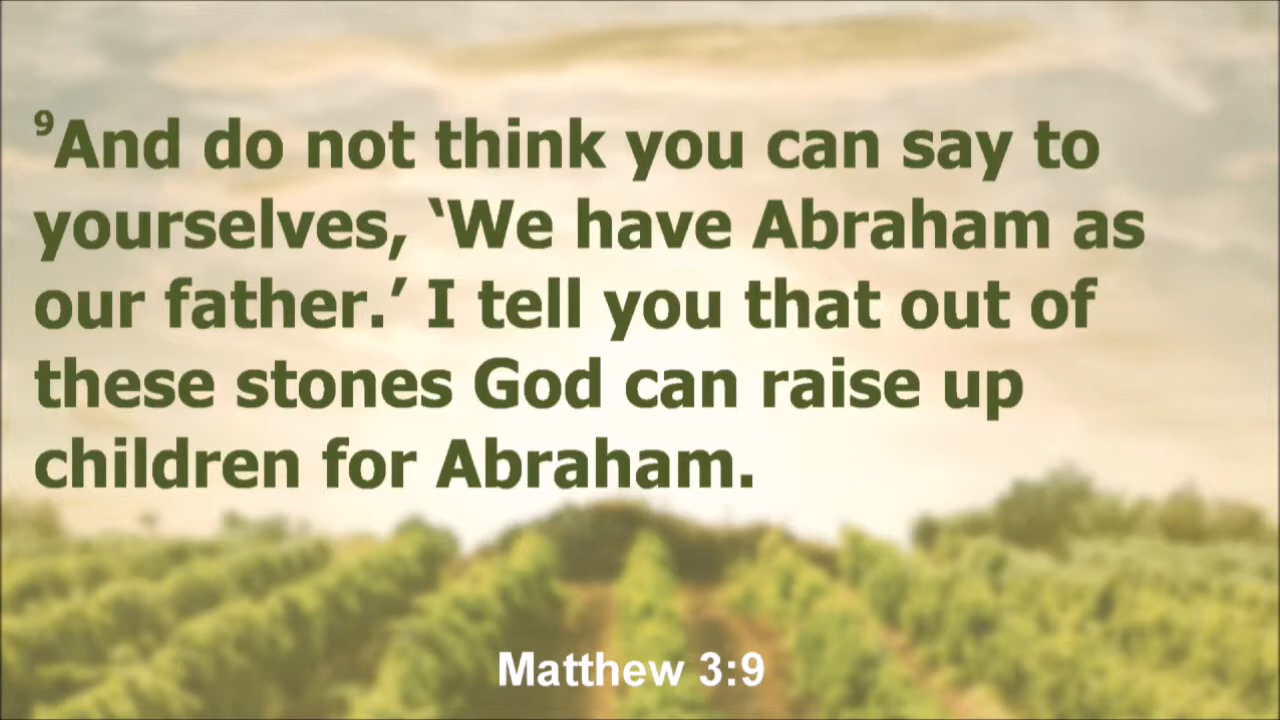 ⁹And do not think you can say to
yourselves, ‘We have Abraham as
our father.’ I tell you that out of
these stones God can raise up
children for Abraham.
Matthew 3:9